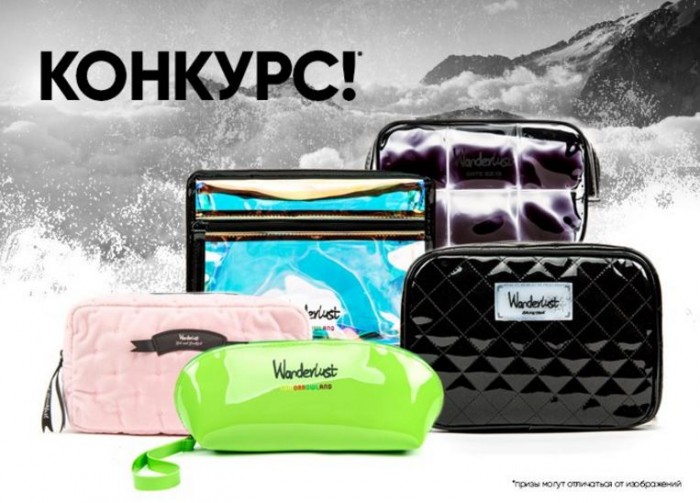 КОНКУРС!*
Wanderlust
Wanderlust
Wanderlust
Wanderlust
Wanderlust
*призы могут отличаться от изображений